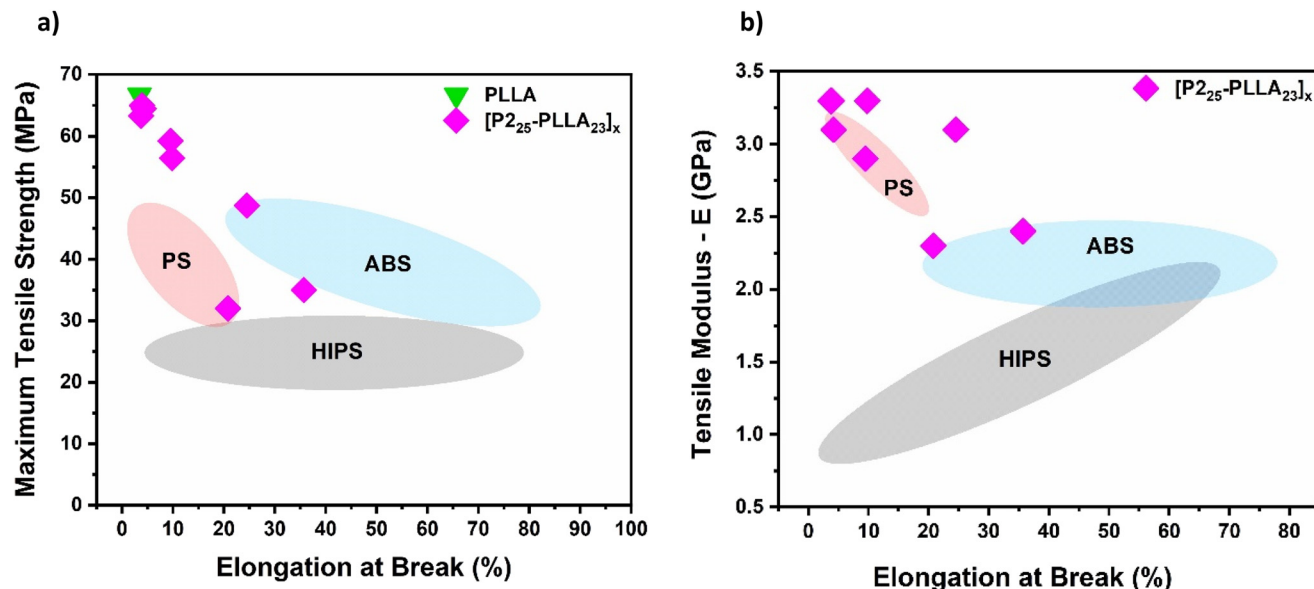 a)
Maximum Tensile Strength (MPa)
70
60
50
40
30
20
10
0
PLLA
[P2₂₅-PLLA₂₃]ₓ
PS
ABS
HIPS
0 10 20 30 40 50 60 70 80 90 100
Elongation at Break (%)
b)
Tensile Modulus - E (GPa)
3.5
3.0
2.5
2.0
1.5
1.0
0.5
[P2₂₅-PLLA₂₃]ₓ
PS
ABS
HIPS
0 10 20 30 40 50 60 70 80
Elongation at Break (%)